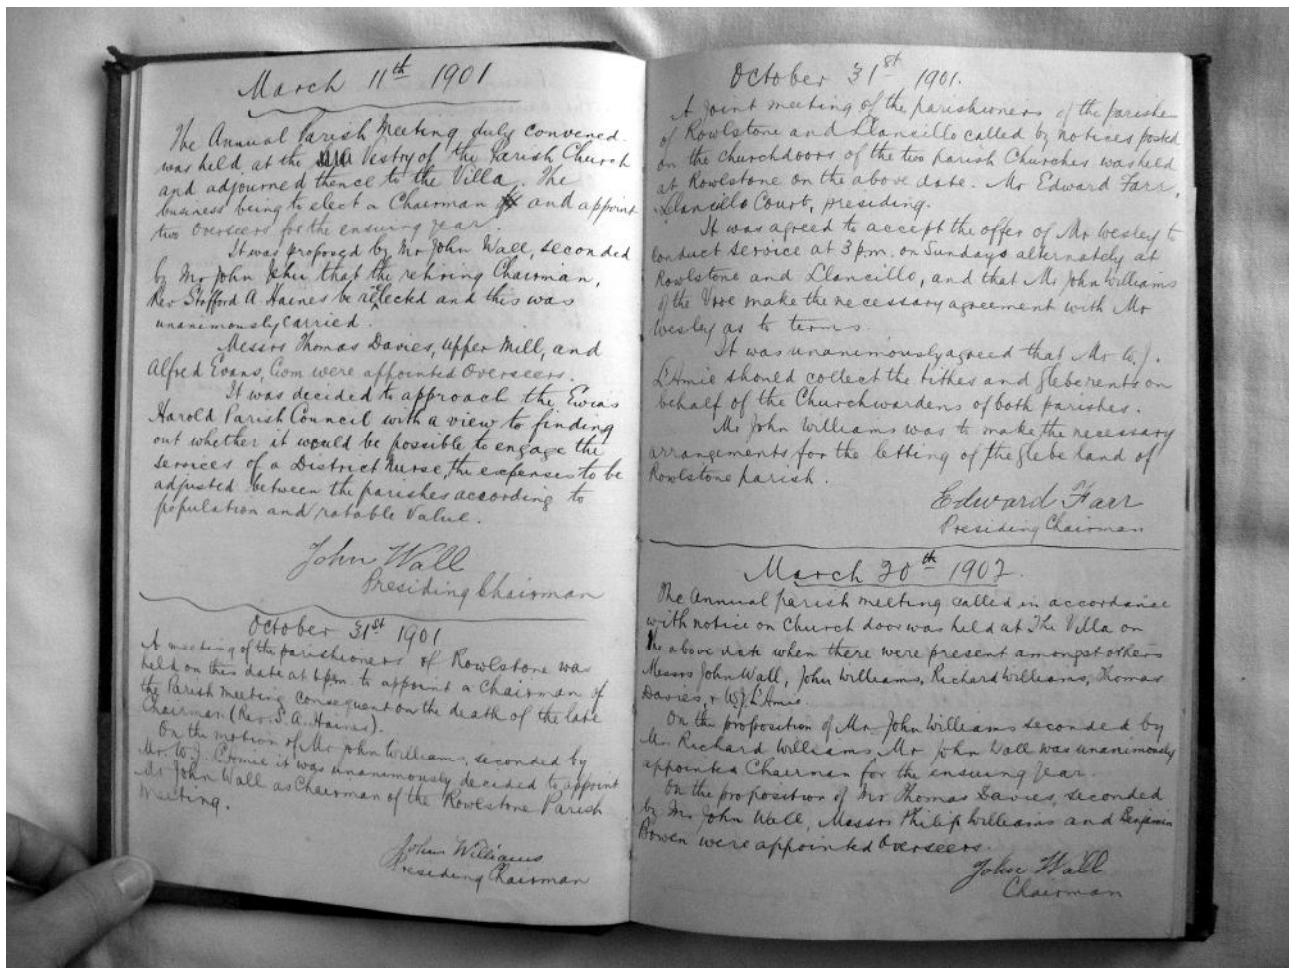 March 11th 1901
The Annual Parish Meeting duly convened
was held at the Vestry of the Parish Church
and adjourned thence to the Villa. The
business being to elect a Chairman and appoint
two Overseers for the ensuing year.
It was proposed by Mr John Wall, seconded
by Mr John Jehu that the retiring Chairman,
Rev Stafford A. Haines be reelected and this was
unanimously carried.
Messrs Thomas Davies, Upper Mill, and
Alfred Evans, Cwm were appointed Overseers.
It was decided to approach the Ewias
Harold Parish Council with a view to finding
out whether it would be possible to engage the
services of a District Nurse, the expenses to be
adjusted between the parishes according to
population and ratable value.
John Wall
Presiding Chairman
October 31st 1901
A meeting of the parishioners of Rowlstone was
held on this date at 6 pm. to appoint a Chairman of
the Parish Meeting consequent on the death of the late
Chairman (Rev. S. A. Haines).
On the motion of Mr John Williams, seconded by
Mr. W. J. L'Amie it was unanimously decided to appoint
Mr John Wall as Chairman of the Rowlstone Parish
Meeting.
John Williams
Presiding Chairman
October 31st 1901.
A joint meeting of the parishioners of the parishes
of Rowlstone and Llancillo called by notices posted
on the church doors of the two parish Churches was held
at Rowlstone on the above date. Mr Edward Farr,
Llancillo Court, presiding.
It was agreed to accept the offer of Mr Wesley to
conduct service at 3 pm. on Sundays alternately at
Rowlstone and Llancillo, and that Mr John Williams
of the Vroe make the necessary agreement with Mr
Wesley as to terms.
It was unanimously agreed that Mr W. J.
L'Amie should collect the tithes and glebe rents on
behalf of the Churchwardens of both parishes.
Mr John Williams was to make the necessary
arrangements for the letting of the glebe land of
Rowlstone parish.
Edward Farr
Presiding Chairman
March 20th 1902.
The Annual parish meeting called in accordance
with notice on Church door was held at The Villa on
the above date when there were present amongst others
Messrs John Wall, John Williams, Richard Williams, Thomas
Davies, & W. J. L'Amie.
On the proposition of Mr. John Williams seconded by
Mr. Richard Williams, Mr John Wall was unanimously
appointed Chairman for the ensuing year.
On the proposition of Mr Thomas Davies, seconded
by Mr John Wall, Messrs Philip Williams and Benjamin
Bowen were appointed Overseers.
John Wall
Chairman